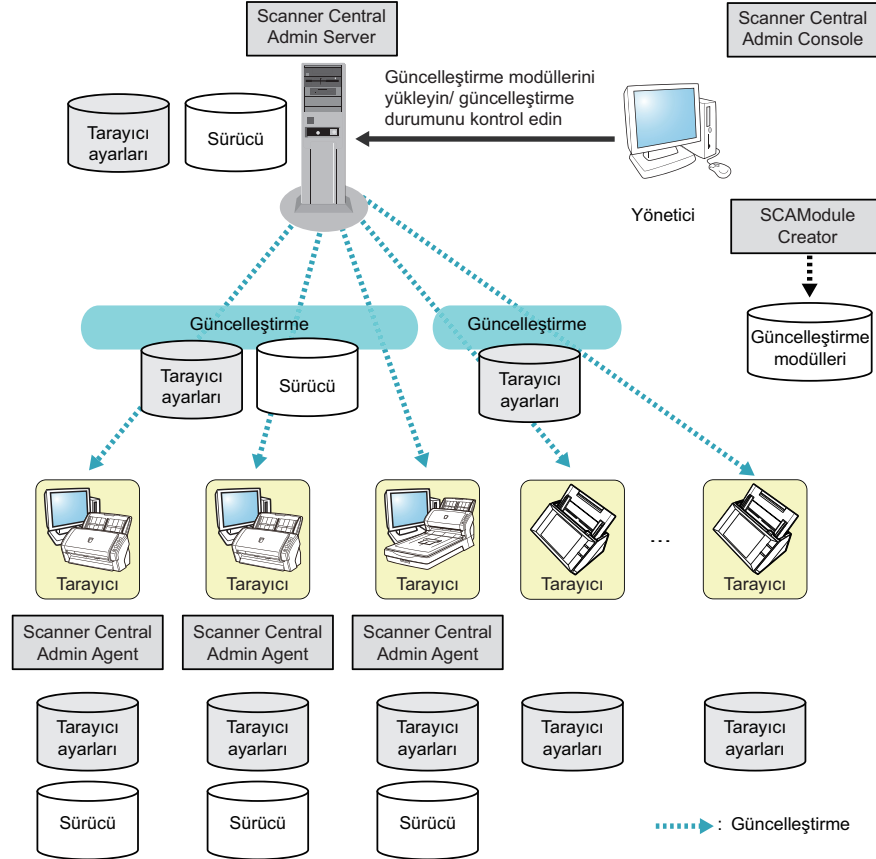 Scanner Central
Admin Server
Scanner Central
Admin Console
Güncelleştirme modüllerini
yükleyin/ güncelleştirme
durumunu kontrol edin
Tarayıcı
ayarları
Sürücü
Yönetici
SCAModule
Creator
Güncelleştirme
modülleri
Güncelleştirme
Güncelleştirme
Tarayıcı
ayarları
Sürücü
Tarayıcı
ayarları
Tarayıcı
Tarayıcı
Tarayıcı
Tarayıcı
...
Tarayıcı
Scanner Central
Admin Agent
Scanner Central
Admin Agent
Scanner Central
Admin Agent
Tarayıcı
ayarları
Tarayıcı
ayarları
Tarayıcı
ayarları
Tarayıcı
ayarları
Tarayıcı
ayarları
Sürücü
Sürücü
Sürücü
: Güncelleştirme